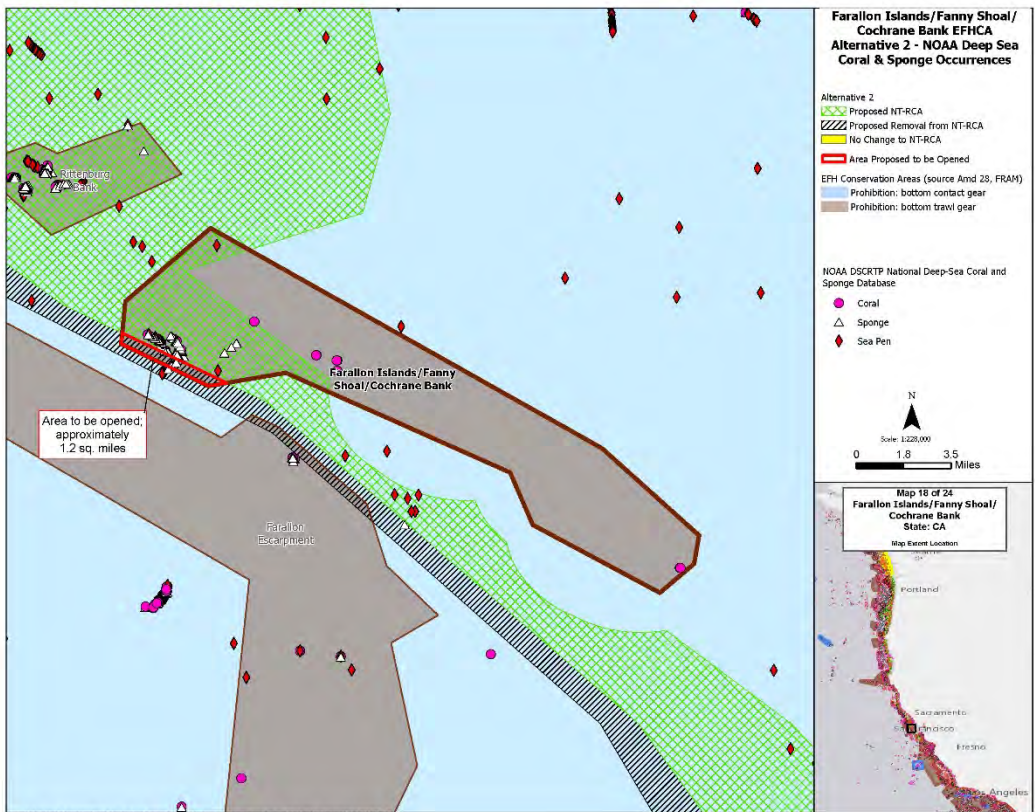 Farallon Islands/Fanny Shoal/
Cochrane Bank EFHCA
Alternative 2 - NOAA Deep Sea
Coral & Sponge Occurrences
Alternative 2
Proposed NT-RCA
Proposed Removal from NT-RCA
No Change to NT-RCA
Area Proposed to be Opened
EFH Conservation Areas (source Amd 28, FRAM)
Prohibition: bottom contact gear
Prohibition: bottom trawl gear
NOAA DSCRTP National Deep-Sea Coral and
Sponge Database
Coral
Sponge
Sea Pen
N
Scale: 1:228,000
0 1.8 3.5
Miles
Rittenburg
Bank
Farallon Islands/Fanny
Shoal/Cochrane Bank
Area to be opened;
approximately
1.2 sq. miles
Farallon
Escarpment
Map 18 of 24
Farallon Islands/Fanny Shoal/
Cochrane Bank
State: CA
Map Extent Location
Portland
Sacramento
Fresno
Angeles